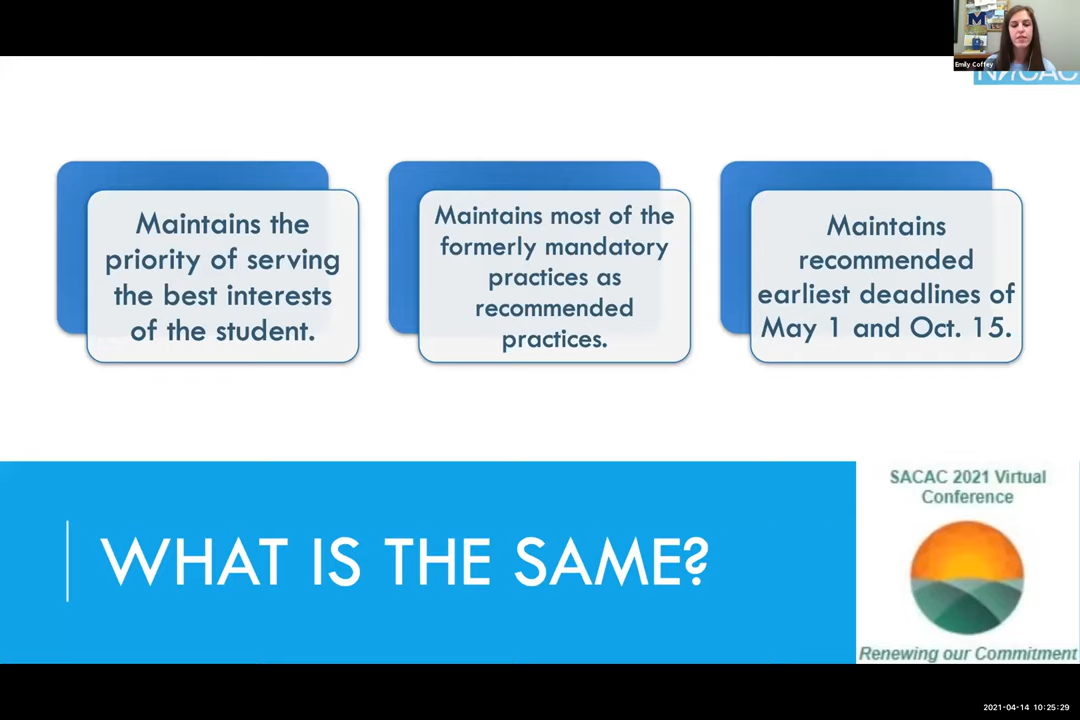 M
Emily Coffey
NACAC
Maintains the
priority of serving
the best interests
of the student.
Maintains most of the
formerly mandatory
practices as
recommended
practices.
Maintains
recommended
earliest deadlines of
May 1 and Oct. 15.
WHAT IS THE SAME?
SACAC 2021 Virtual
Conference
Renewing our Commitment
2021-04-14 10:25:29